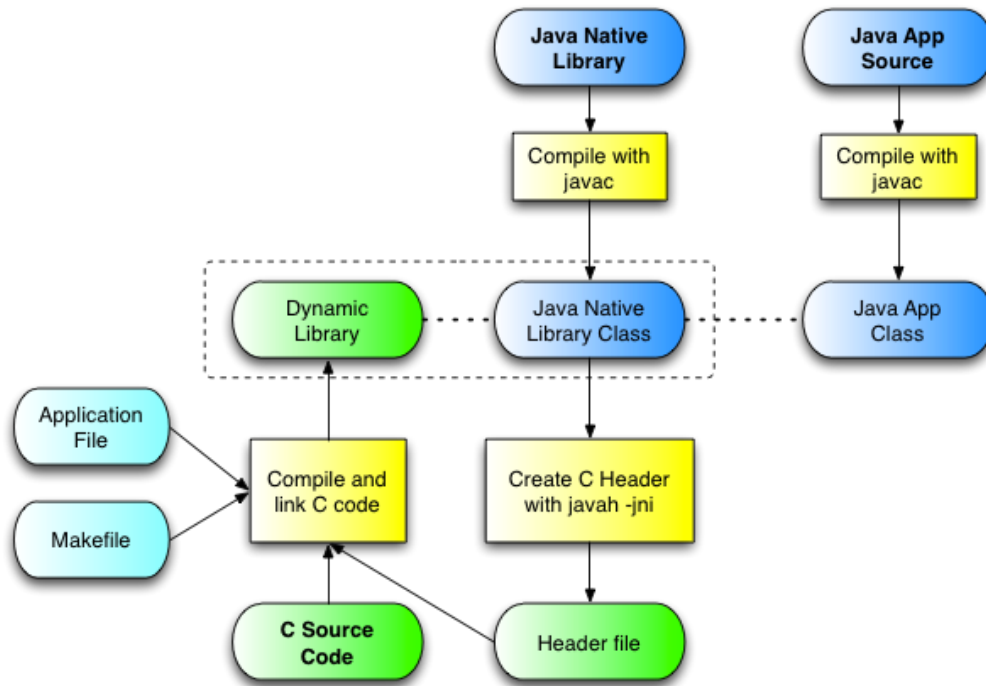 Java Native
Library
Java App
Source
Compile with
javac
Compile with
javac
Dynamic
Library
Java Native
Library Class
Java App
Class
Application
File
Compile and
link C code
Create C Header
with javah -jni
Makefile
C Source
Code
Header file